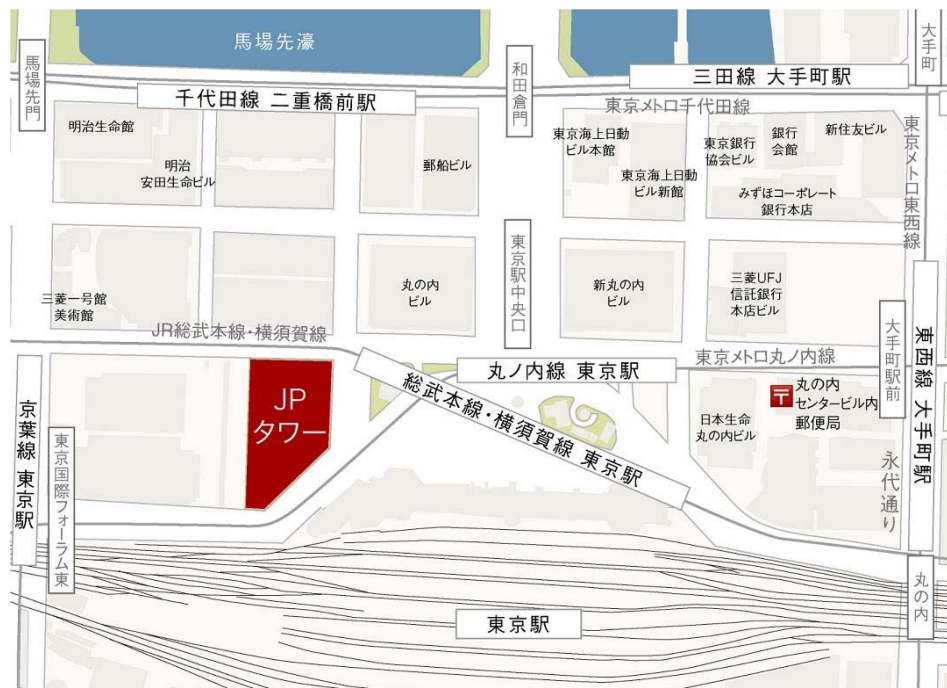 馬場先濠
大手町
馬場先門
和田倉門
三田線 大手町駅
千代田線 二重橋前駅
東京メトロ千代田線
明治生命館
明治
安田生命ビル
郵船ビル
東京海上日動
ビル本館
東京海上日動
ビル新館
東京銀行
協会ビル
銀行
会館
新住友ビル
みずほコーポレート
銀行本店
東京メトロ東西線
東京駅中央口
三菱一号館
美術館
丸の内
ビル
新丸の内
ビル
三菱UFJ
信託銀行
本店ビル
大手町駅前
東西線 大手町駅
JR総武本線・横須賀線
丸ノ内線 東京駅
東京メトロ丸ノ内線
総武本線・横須賀線 東京駅
JP
タワー
日本生命
丸の内ビル
丸の内
センタービル内
郵便局
京葉線 東京駅
東京国際フォーラム東
永代通り
丸の内
東京駅